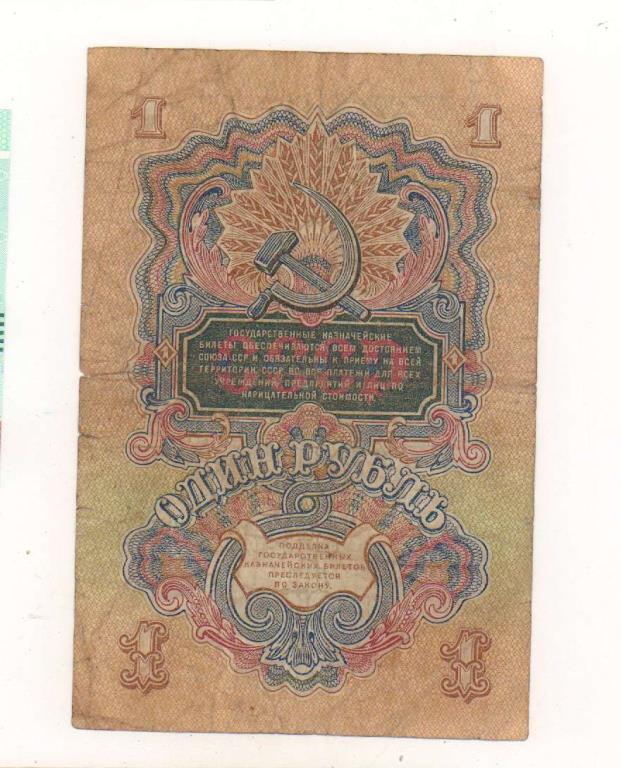 1 1
ГОСУДАРСТВЕННЫЕ КАЗНАЧЕЙСКИЕ
БИЛЕТЫ ОБЕСПЕЧИВАЮТСЯ ВСЕМ ДОСТОЯНИЕМ
СОЮЗА ССР И ОБЯЗАТЕЛЬНЫ К ПРИЕМУ НА ВСЕЙ
ТЕРРИТОРИИ СССР ВО ВСЕ ПЛАТЕЖИ ДЛЯ ВСЕХ
УЧРЕЖДЕНИЙ, ПРЕДПРИЯТИЙ И ЛИЦ ПО
НАРИЦАТЕЛЬНОЙ СТОИМОСТИ.
1 1
ОДИН РУБЛЬ
ПОДДЕЛКА
ГОСУДАРСТВЕННЫХ
КАЗНАЧЕЙСКИХ БИЛЕТОВ
ПРЕСЛЕДУЕТСЯ
ПО ЗАКОНУ.
1 1